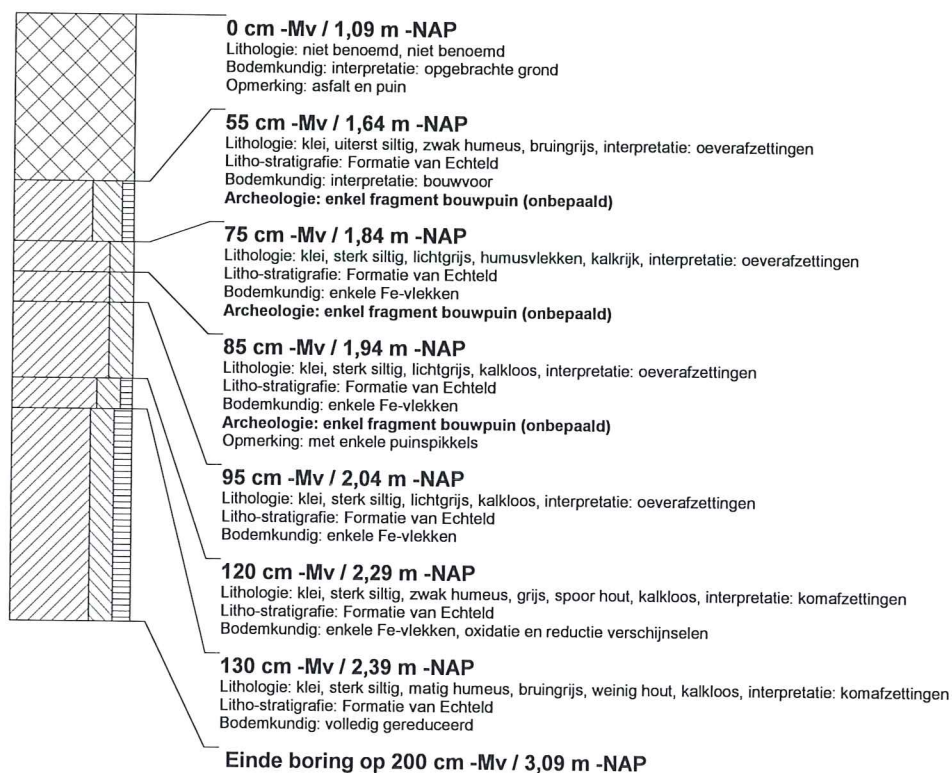 0 cm -Mv / 1,09 m -NAP
Lithologie: niet benoemd, niet benoemd
Bodemkundig: interpretatie: opgebrachte grond
Opmerking: asfalt en puin
55 cm -Mv / 1,64 m -NAP
Lithologie: klei, uiterst siltig, zwak humeus, bruingrijs, interpretatie: oeverafzettingen
Litho-stratigrafie: Formatie van Echteld
Bodemkundig: interpretatie: bouwvoor
Archeologie: enkel fragment bouwpuin (onbepaald)
75 cm -Mv / 1,84 m -NAP
Lithologie: klei, sterk siltig, lichtgrijs, humusvlekken, kalkrijk, interpretatie: oeverafzettingen
Litho-stratigrafie: Formatie van Echteld
Bodemkundig: enkele Fe-vlekken
Archeologie: enkel fragment bouwpuin (onbepaald)
85 cm -Mv / 1,94 m -NAP
Lithologie: klei, sterk siltig, lichtgrijs, kalkloos, interpretatie: oeverafzettingen
Litho-stratigrafie: Formatie van Echteld
Bodemkundig: enkele Fe-vlekken
Archeologie: enkel fragment bouwpuin (onbepaald)
Opmerking: met enkele puinspikkels
95 cm -Mv / 2,04 m -NAP
Lithologie: klei, sterk siltig, lichtgrijs, kalkloos, interpretatie: oeverafzettingen
Litho-stratigrafie: Formatie van Echteld
Bodemkundig: enkele Fe-vlekken
120 cm -Mv / 2,29 m -NAP
Lithologie: klei, sterk siltig, zwak humeus, grijs, spoor hout, kalkloos, interpretatie: komafzettingen
Litho-stratigrafie: Formatie van Echteld
Bodemkundig: enkele Fe-vlekken, oxidatie en reductie verschijnselen
130 cm -Mv / 2,39 m -NAP
Lithologie: klei, sterk siltig, matig humeus, bruingrijs, weinig hout, kalkloos, interpretatie: komafzettingen
Litho-stratigrafie: Formatie van Echteld
Bodemkundig: volledig gereduceerd
Einde boring op 200 cm -Mv / 3,09 m -NAP